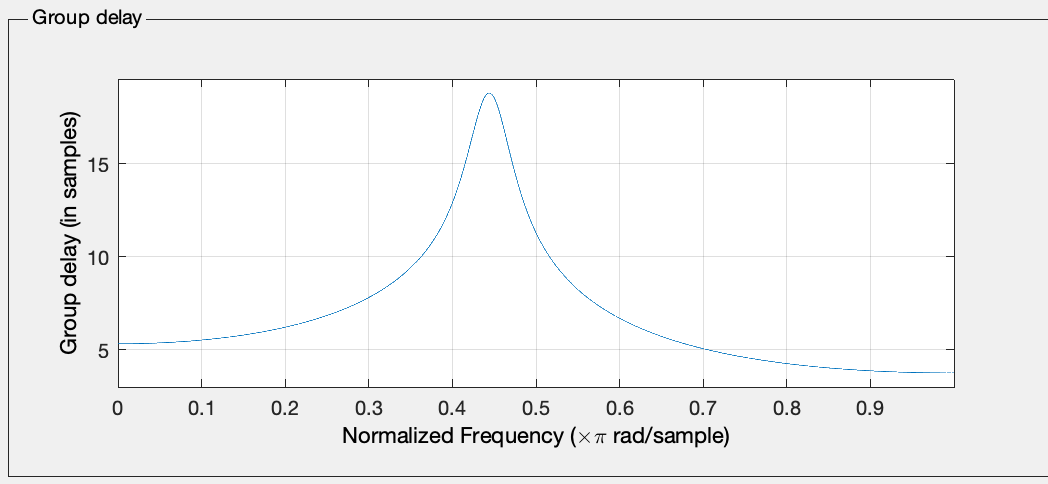 Group delay
Group delay (in samples)
15
10
5
0 0.1 0.2 0.3 0.4 0.5 0.6 0.7 0.8 0.9
Normalized Frequency (×π rad/sample)